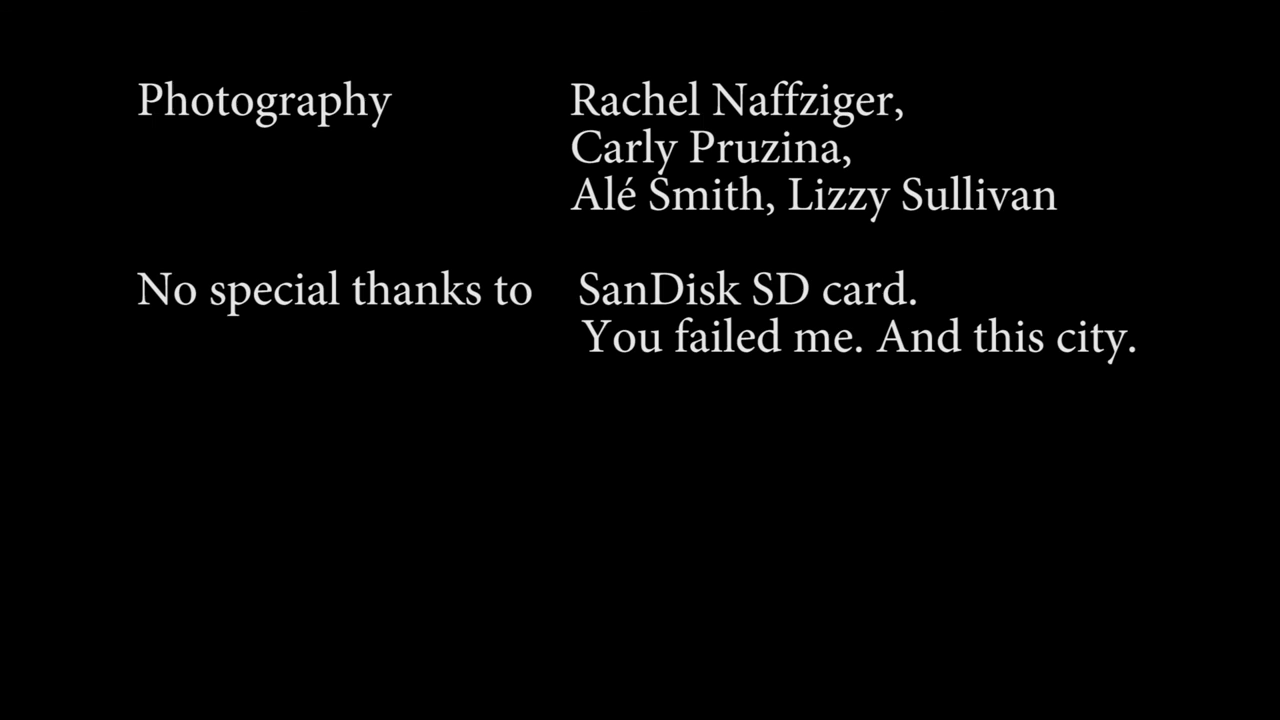 Photography Rachel Naffziger,
Carly Pruzina,
Alé Smith, Lizzy Sullivan
No special thanks to SanDisk SD card.
You failed me. And this city.